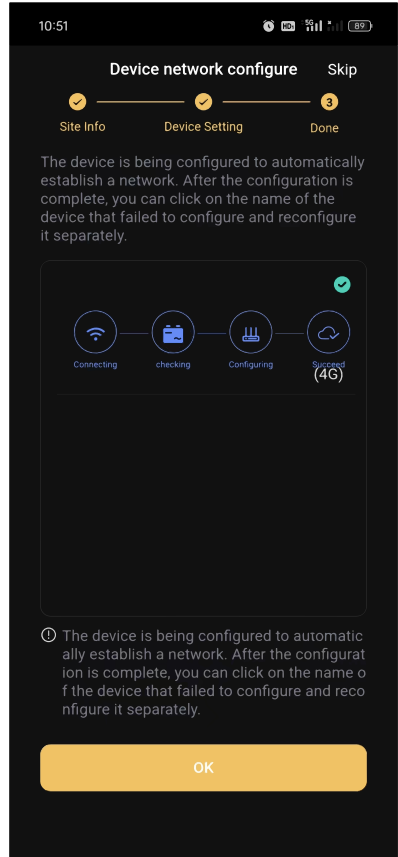 10:51
HD 5G 89
Device network configure Skip
3
Site Info Device Setting Done
The device is being configured to automatically
establish a network. After the configuration is
complete, you can click on the name of the
device that failed to configure and reconfigure
it separately.
Connecting checking Configuring Succeed
(4G)
The device is being configured to automatic
ally establish a network. After the configurat
ion is complete, you can click on the name o
f the device that failed to configure and reco
nfigure it separately.
OK